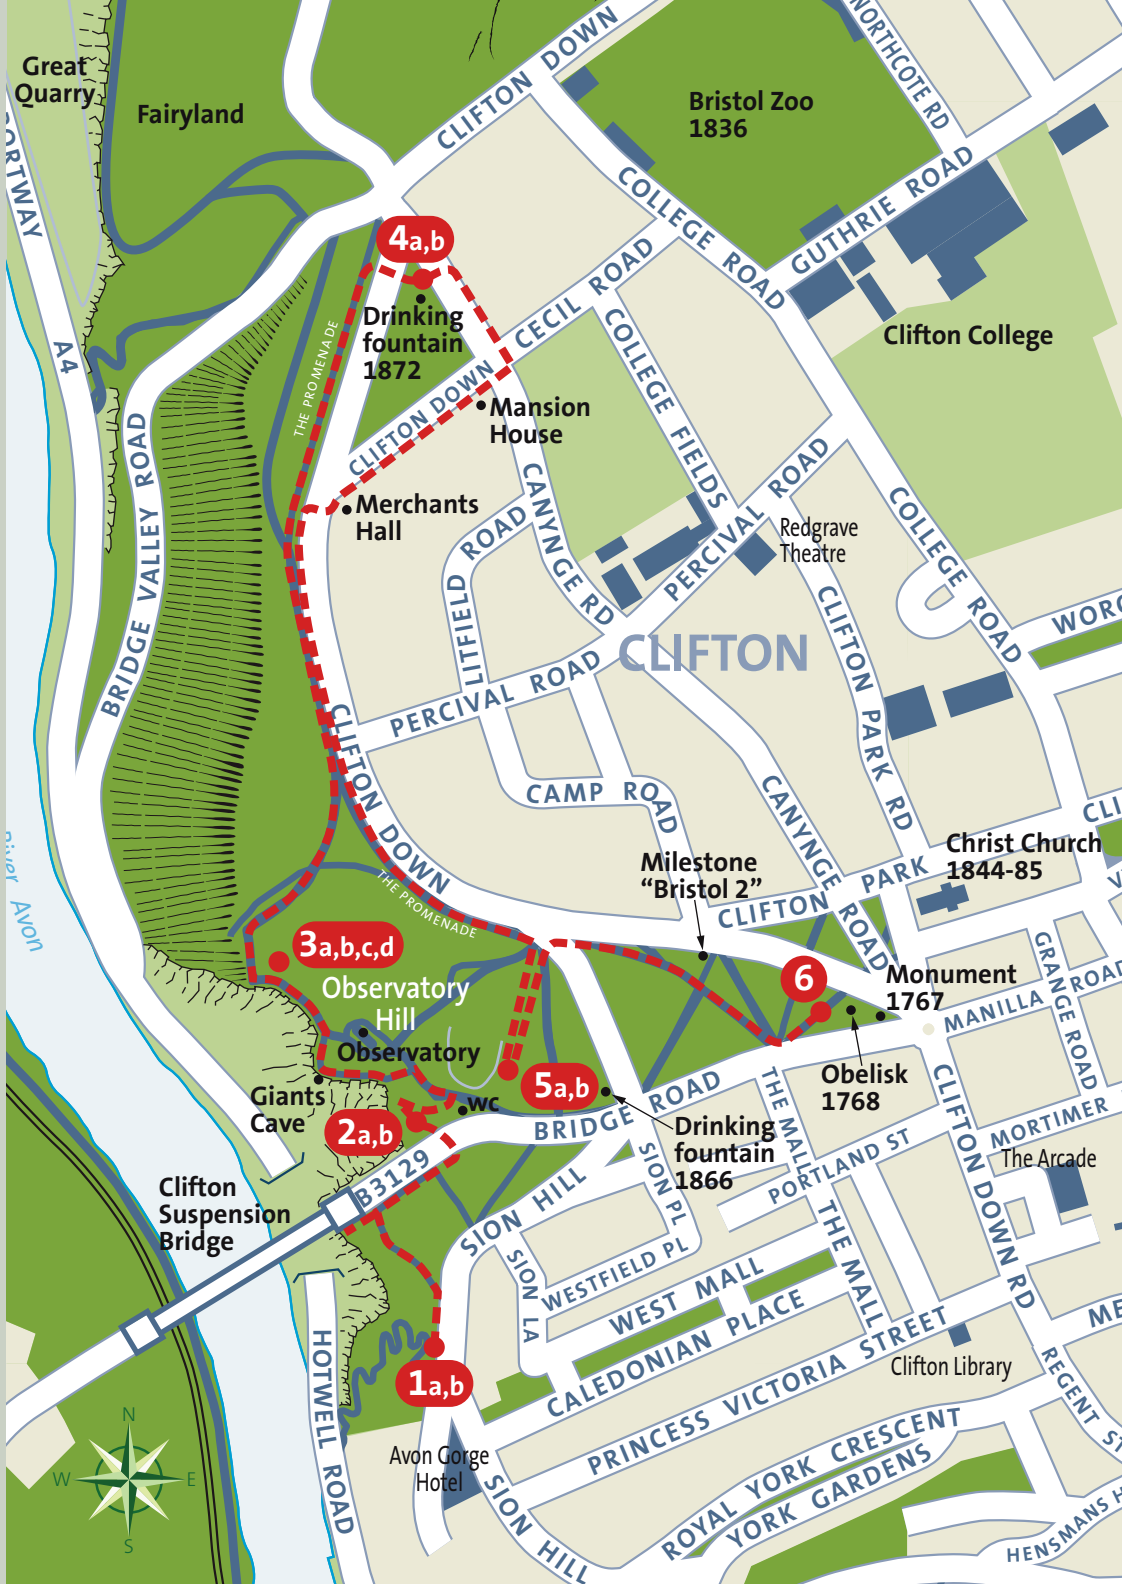 Great
Quarry
Fairyland
PORTWAY
A4
CLIFTON DOWN
NORTHCOTE RD
Bristol Zoo
1836
COLLEGE ROAD
GUTHRIE ROAD
4a,b
Drinking
fountain
1872
THE PROMENADE
CECIL ROAD
CLIFTON DOWN
COLLEGE FIELDS
Clifton College
Mansion
House
Merchants
Hall
BRIDGE VALLEY ROAD
CANYNGE RD
LITFIELD ROAD
PERCIVAL ROAD
Redgrave
Theatre
COLLEGE ROAD
CLIFTON
WORC
CLIFTON PARK RD
PERCIVAL ROAD
CLIFTON DOWN
CAMP ROAD
CANYNGE ROAD
CLI
Christ Church
1844-85
River Avon
Milestone
“Bristol 2”
CLIFTON PARK
THE PROMENADE
3a,b,c,d
Observatory
Hill
Observatory
6
Monument
1767
GRANGE ROAD
MANILLA ROAD
V
Giants
Cave
2a,b
WC
5a,b
BRIDGE ROAD
Drinking
fountain
1866
Obelisk
1768
THE MALL
PORTLAND ST
MORTIMER
The Arcade
CLIFTON DOWN RD
B3129
Clifton
Suspension
Bridge
SION HILL
SION PL
SION LA
WESTFIELD PL
WEST MALL
THE MALL
CALEDONIAN PLACE
PRINCESS VICTORIA STREET
ME
Clifton Library
REGENT ST
1a,b
HOTWELL ROAD
Avon Gorge
Hotel
SION HILL
ROYAL YORK CRESCENT
YORK GARDENS
HENSMANS H
N
W
E
S